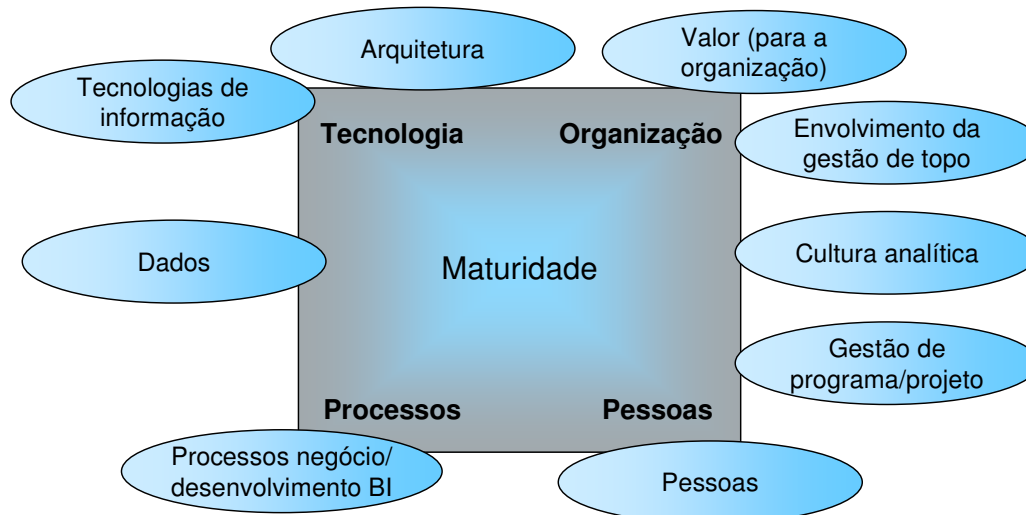 Arquitetura
Valor (para a
organização)
Tecnologias de
informação
Tecnologia
Organização
Envolvimento da
gestão de topo
Dados
Maturidade
Cultura analítica
Gestão de
programa/projeto
Processos
Pessoas
Processos negócio/
desenvolvimento BI
Pessoas